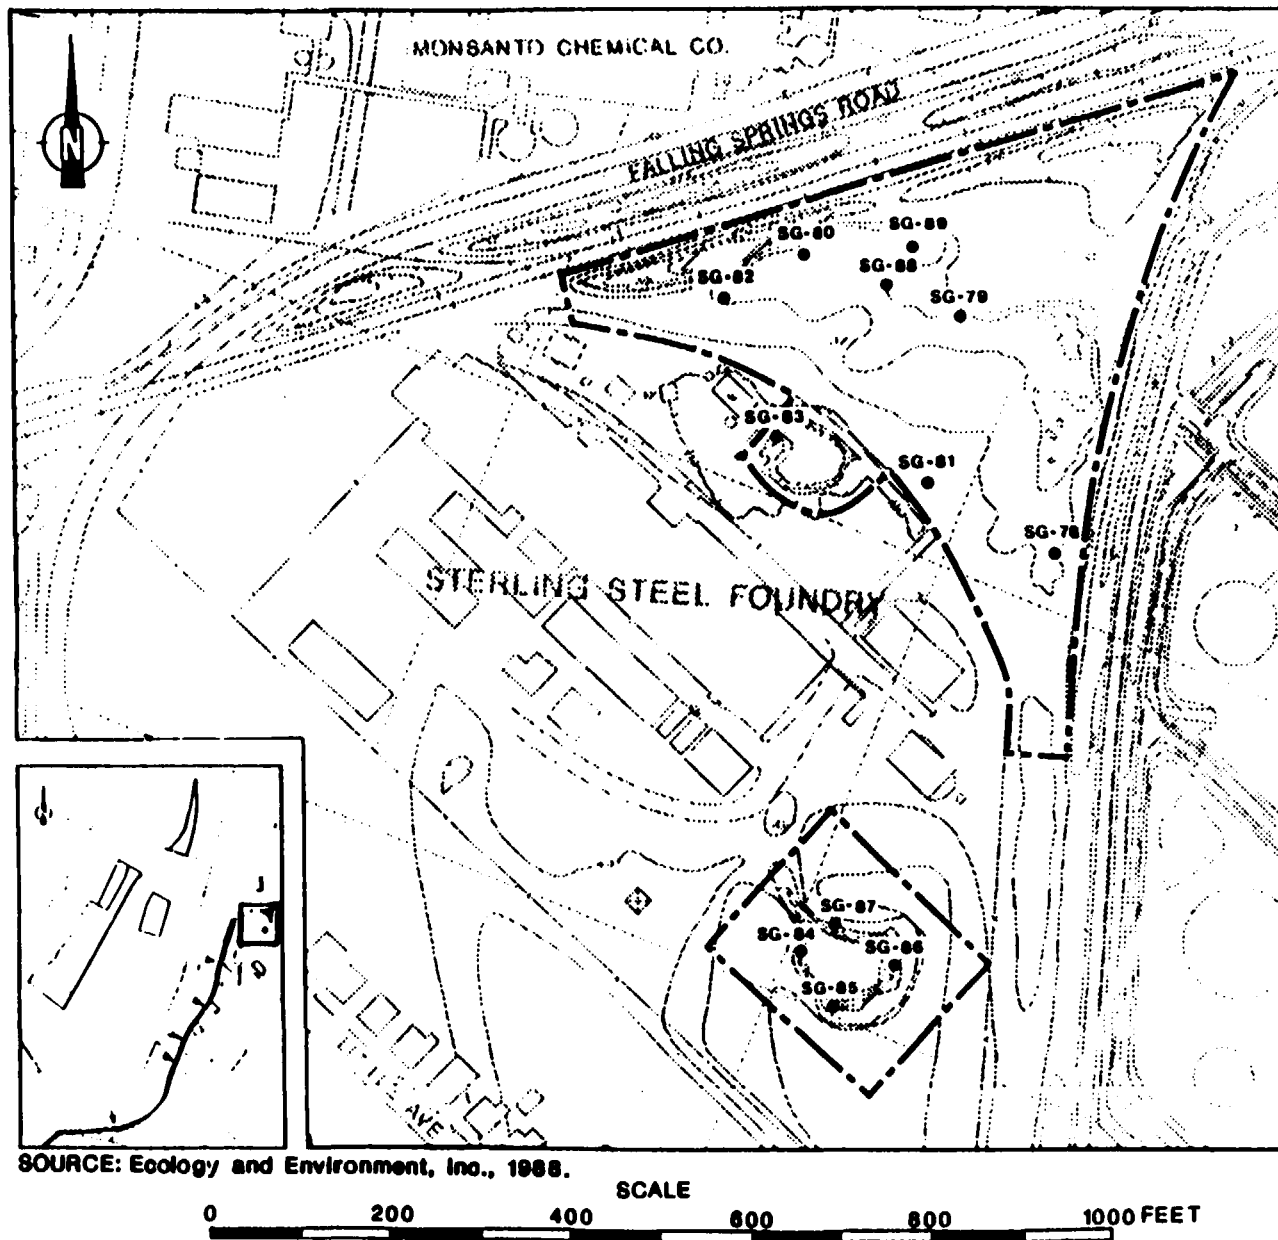 MONSANTO CHEMICAL CO.
FALLING SPRINGS ROAD
N
SG-80
SG-89
SG-82
SG-88
SG-79
SG-83
SG-81
SG-78
STERLING STEEL FOUNDRY
SG-87
SG-84
SG-86
SG-85
J
AVE
SOURCE: Ecology and Environment, Inc., 1988.
SCALE
0 200 400 600 800 1000 FEET